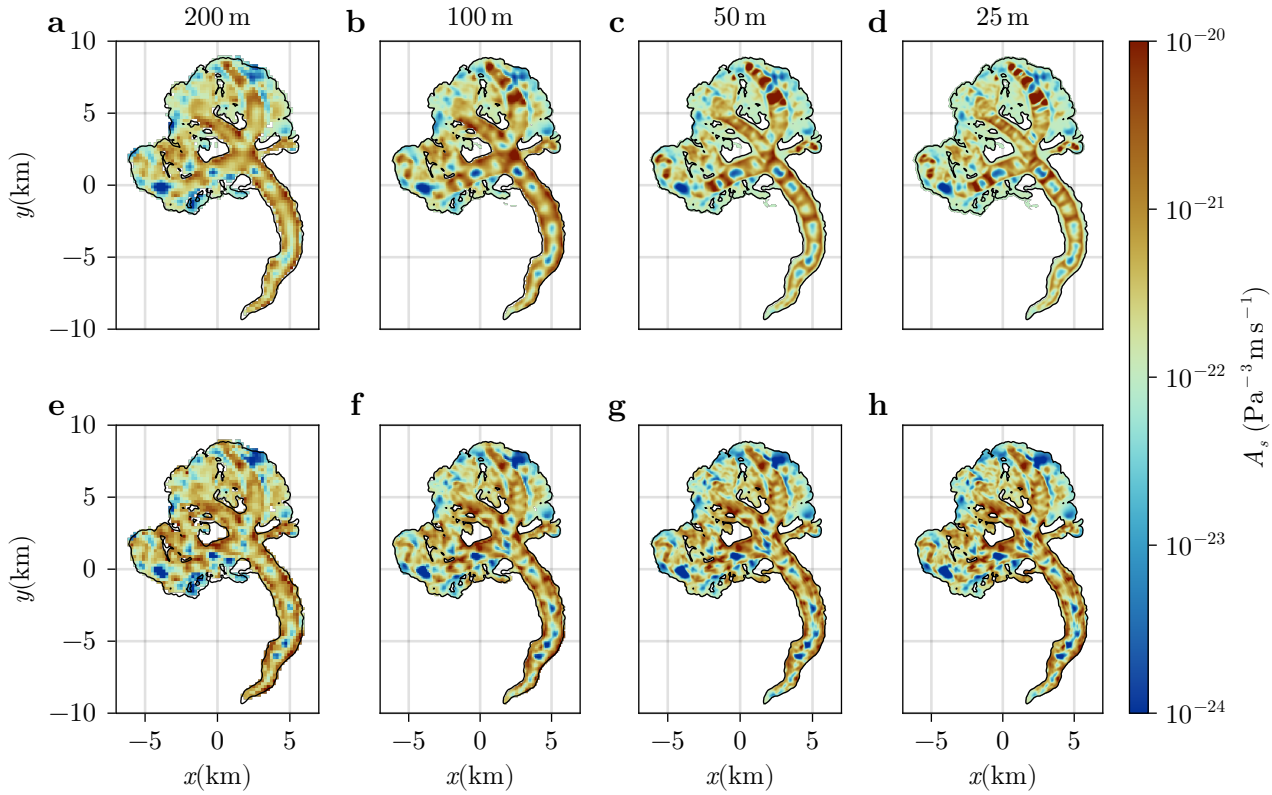 a 200 m b 100 m c 50 m d 25 m
10
5
0
−5
−10
y(km)
e f g h
10
5
0
−5
−10
y(km)
−5 0 5 −5 0 5 −5 0 5 −5 0 5
x(km) x(km) x(km) x(km)
10⁻²⁰
10⁻²¹
10⁻²²
10⁻²³
10⁻²⁴
Aₛ (Pa⁻³ m s⁻¹)